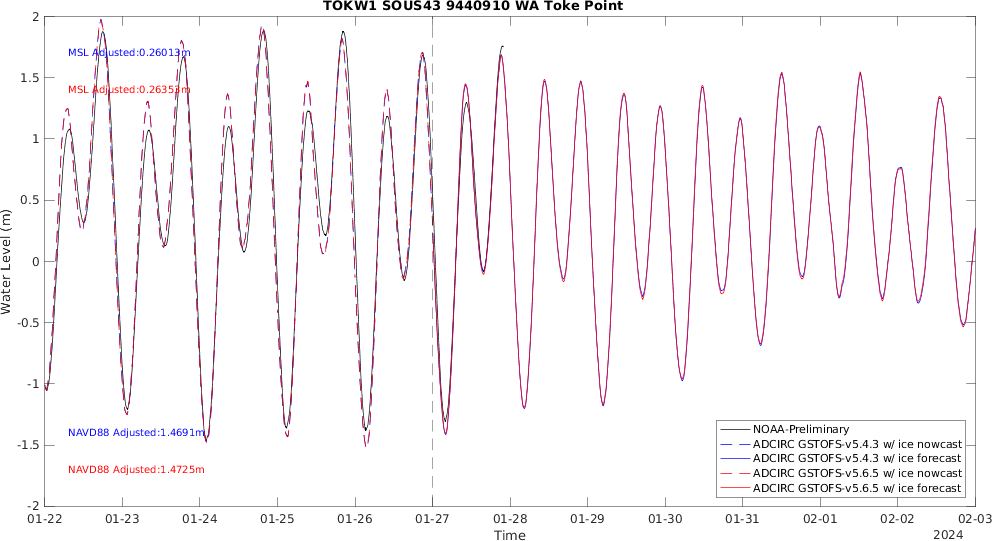 TOKW1 SOUS43 9440910 WA Toke Point
2
1.5
1
0.5
0
-0.5
-1
-1.5
-2
Water Level (m)
MSL Adjusted:0.26013m
MSL Adjusted:0.26353m
NAVD88 Adjusted:1.4691m
NAVD88 Adjusted:1.4725m
NOAA-Preliminary
ADCIRC GSTOFS-v5.4.3 w/ ice nowcast
ADCIRC GSTOFS-v5.4.3 w/ ice forecast
ADCIRC GSTOFS-v5.6.5 w/ ice nowcast
ADCIRC GSTOFS-v5.6.5 w/ ice forecast
01-22 01-23 01-24 01-25 01-26 01-27 01-28 01-29 01-30 01-31 02-01 02-02 02-03
Time
2024